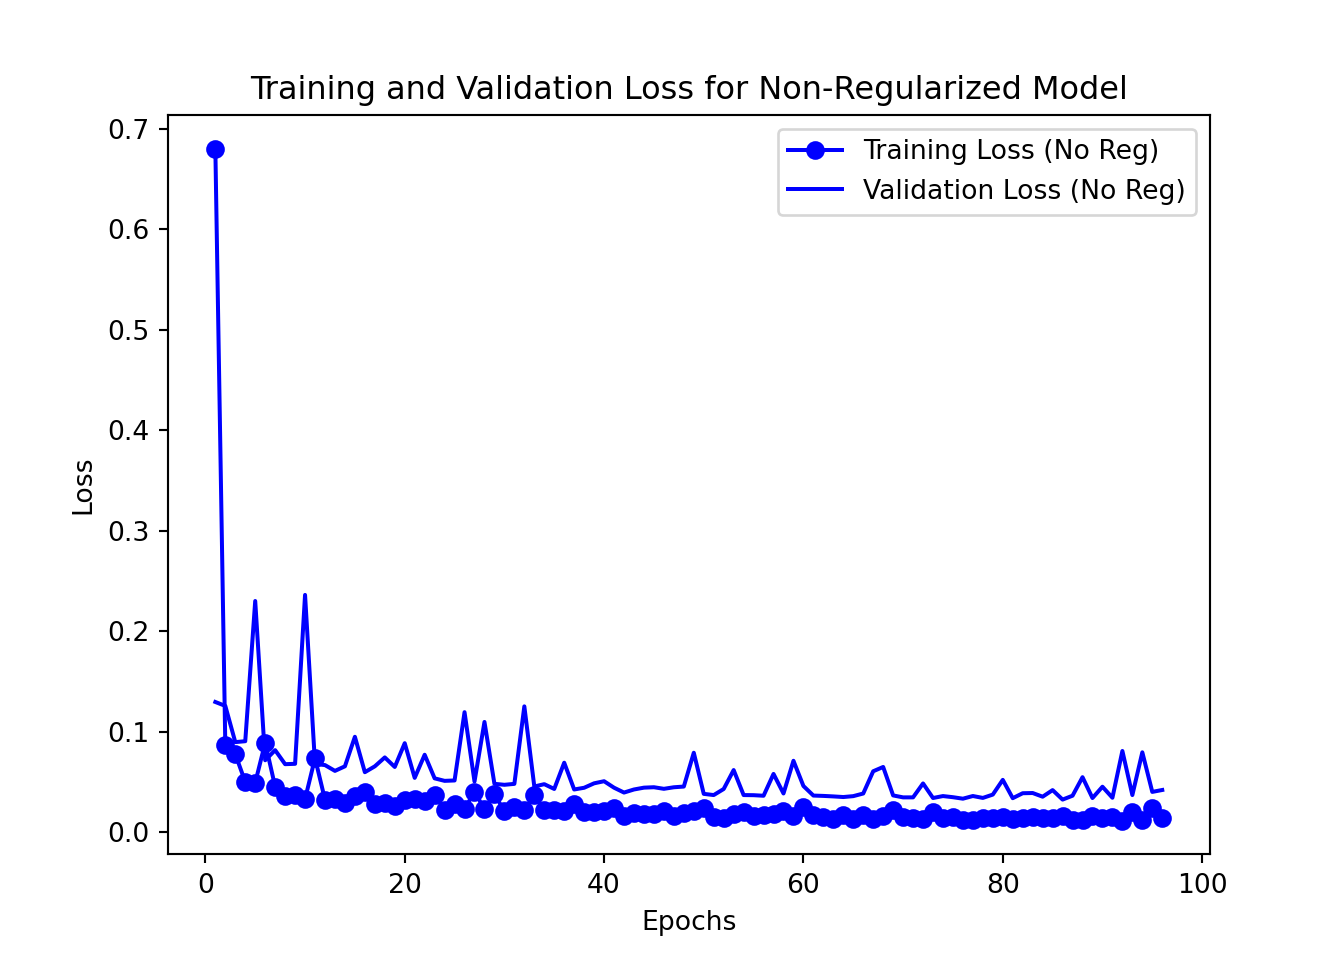 Training and Validation Loss for Non-Regularized Model
Training Loss (No Reg)
Validation Loss (No Reg)
Loss
0.7
0.6
0.5
0.4
0.3
0.2
0.1
0.0
0 20 40 60 80 100
Epochs